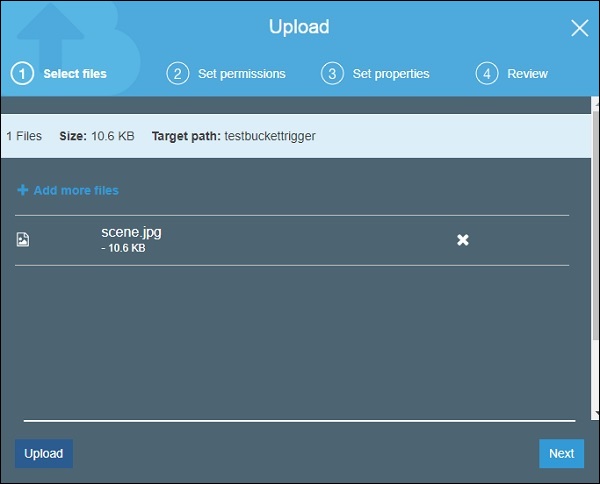 Upload
1 Select files 2 Set permissions 3 Set properties 4 Review
1 Files Size: 10.6 KB Target path: testbuckettrigger
Add more files
scene.jpg
- 10.6 KB
Upload Next